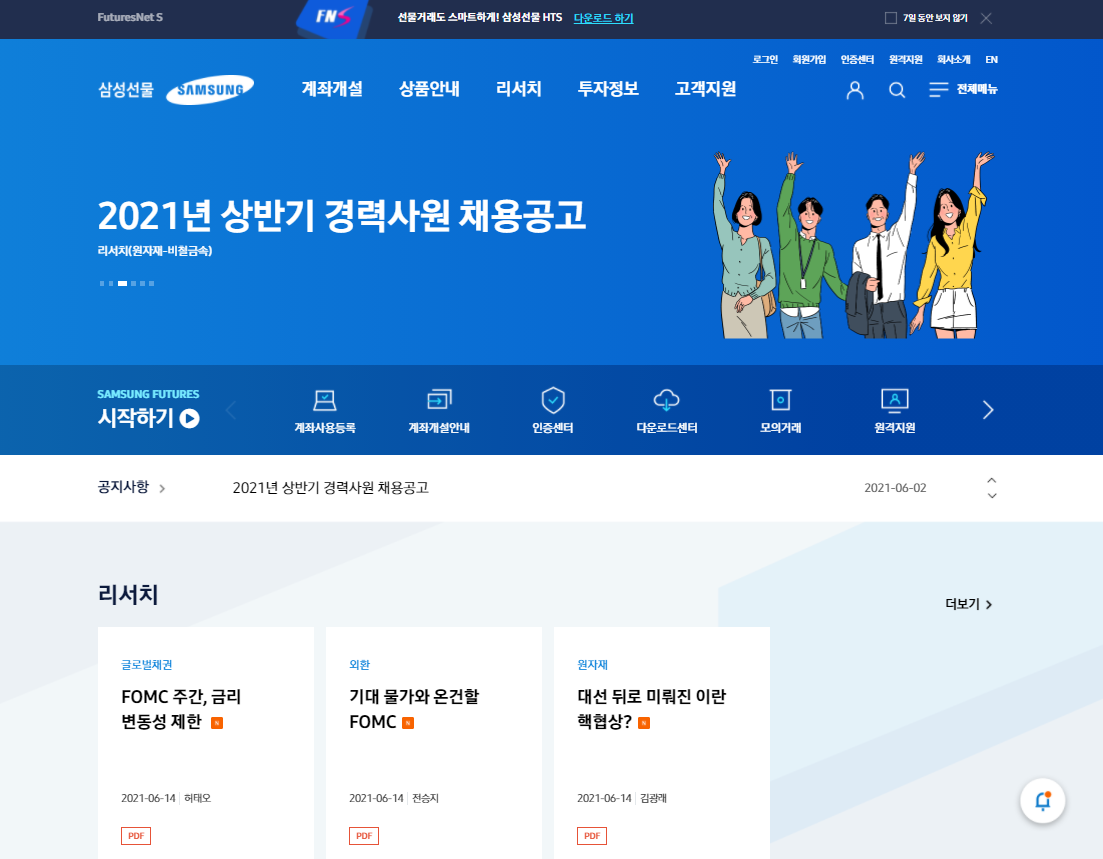 FuturesNet S
FNS
선물거래도 스마트하게! 삼성선물 HTS 다운로드 하기
7일 동안 보지 않기
로그인 회원가입 인증센터 원격지원 회사소개 EN
삼성선물 SAMSUNG
계좌개설 상품안내 리서치 투자정보 고객지원
전체메뉴
2021년 상반기 경력사원 채용공고
리서치(원자재-비철금속)
SAMSUNG FUTURES
시작하기
계좌사용등록 계좌개설안내 인증센터 다운로드센터 모의거래 원격지원
공지사항 2021년 상반기 경력사원 채용공고 2021-06-02
리서치
더보기
글로벌채권
FOMC 주간, 금리
변동성 제한 N
2021-06-14 허태오
PDF
외환
기대 물가와 온건할
FOMC N
2021-06-14 전승지
PDF
원자재
대선 뒤로 미뤄진 이란
핵협상? N
2021-06-14 김광래
PDF